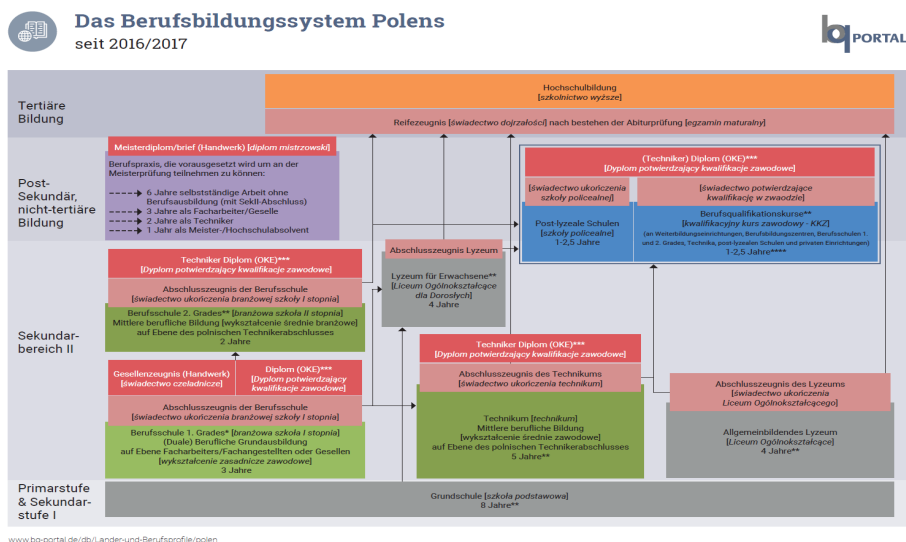 Das Berufsbildungssystem Polens
seit 2016/2017
bq PORTAL
Tertiäre
Bildung
Hochschulbildung
[szkolnictwo wyższe]
Reifezeugnis [świadectwo dojrzałości] nach bestehen der Abiturprüfung [egzamin maturalny]
Post-
Sekundär,
nicht-tertiäre
Bildung
Meisterdiplom/brief (Handwerk) [diplom mistrzowski]
Berufspraxis, die vorausgesetzt wird um an der
Meisterprüfung teilnehmen zu können:
6 Jahre selbstständige Arbeit ohne
Berufsausbildung (mit SekII-Abschluss)
3 Jahre als Facharbeiter/Geselle
2 Jahre als Techniker
1 Jahr als Meister-/Hochschulabsolvent
(Techniker) Diplom (OKE)***
[Dyplom potwierdzający kwalifikacje zawodowe]
[świadectwo ukończenia
szkoły policealnej]
[świadectwo potwierdzające
kwalifikację w zwaodzie]
Post-lyzeale Schulen
[szkoły policealne]
1-2,5 Jahre
Berufsqualifikationskurse**
[kwalifikacyjny kurs zawodowy - KKZ]
(an Weiterbildungseinrichtungen, Berufabildungszentren, Berufsschulen 1.
und 2. Grades, Technika, post-lyzealen Schulen und privaten Einrichtungen)
1-2,5 Jahre****
Abschlusszeugnis Lyzeum
Lyzeum für Erwachsene**
[Liceum Ogólnokształcące
dla Dorosłych]
4 Jahre
Sekundar-
bereich II
Techniker Diplom (OKE)***
[Dyplom potwierdzający kwalifikacje zawodowe]
Abschlusszeugnis der Berufsschule
[świadectwo ukończenia branżowej szkoły I stopnia]
Berufsschule 2. Grades** [branżowa szkoła II stopnia]
Mittlere berufliche Bildung [wykształcenie średnie branżowe]
auf Ebene des polnischen Technikerabschlusses
2 Jahre
Gesellenzeugnis (Handwerk)
[świadectwo czeladnicze]
Diplom (OKE)***
[Dyplom potwierdzający
kwalifikacje zawodowe]
Abschlusszeugnis der Berufsschule
[świadectwo ukończenia branżowej szkoły I stopnia]
Berufsschule 1. Grades* [branżowa szkoła I stopnia]
(Duale) Berufliche Grundausbildung
auf Ebene Facharbeiters/Fachangestellten oder Gesellen
[wykształcenie zasadnicze zawodowe]
3 Jahre
Techniker Diplom (OKE)***
[Dyplom potwierdzający kwalifikacje zawodowe]
Abschlusszeugnis des Technikums
[świadectwo ukończenia technikum]
Technikum [technikum]
Mittlere berufliche Bildung
[wykształcenie średnie zawodowe]
auf Ebene des polnischen Technikerabschlusses
5 Jahre**
Abschlusszeugnis des Lyzeums
[świadectwo ukończenia
Liceum Ogólnokształcącego]
Allgemeinbildendes Lyzeum
[Liceum Ogólnokształcące]
4 Jahre**
Primarstufe
& Sekundar-
stufe I
Grundschule [szkoła podstawowa]
8 Jahre**
www.bq-portal.de/db/Länder-und-Berufsprofile/polen